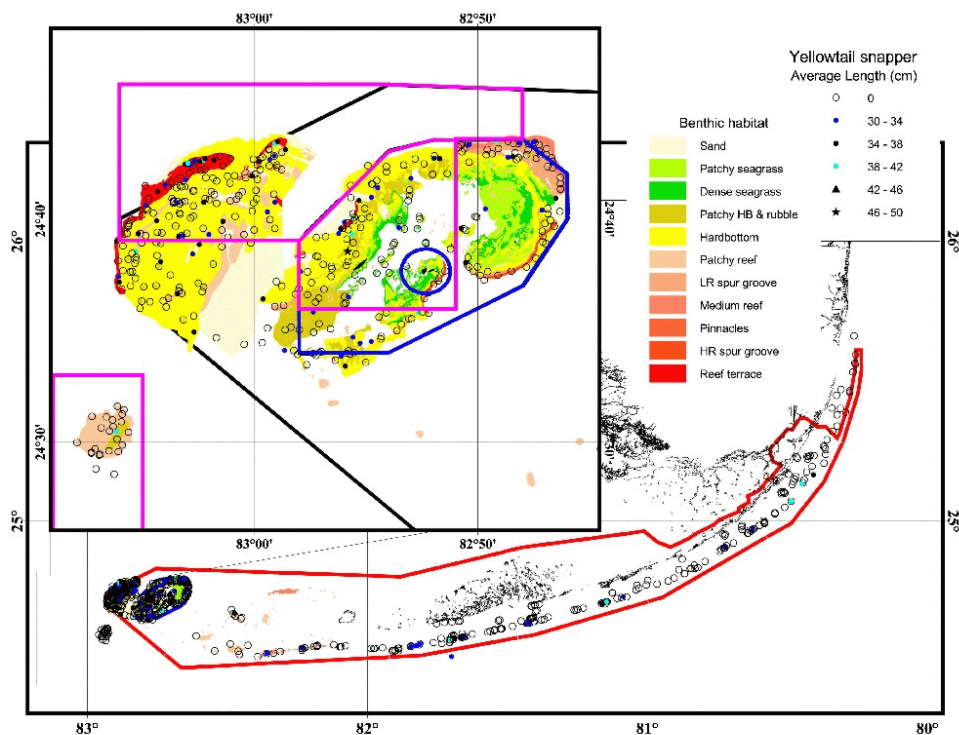 83°00'
82°50'
Yellowtail snapper
Average Length (cm)
0
30 - 34
34 - 38
38 - 42
42 - 46
46 - 50
Benthic habitat
Sand
Patchy seagrass
Dense seagrass
Patchy HB & rubble
Hardbottom
Patchy reef
LR spur groove
Medium reef
Pinnacles
HR spur groove
Reef terrace
24°40'
24°40'
26°
26°
24°30'
25°
25°
83°00'
82°50'
83°
82°
81°
80°